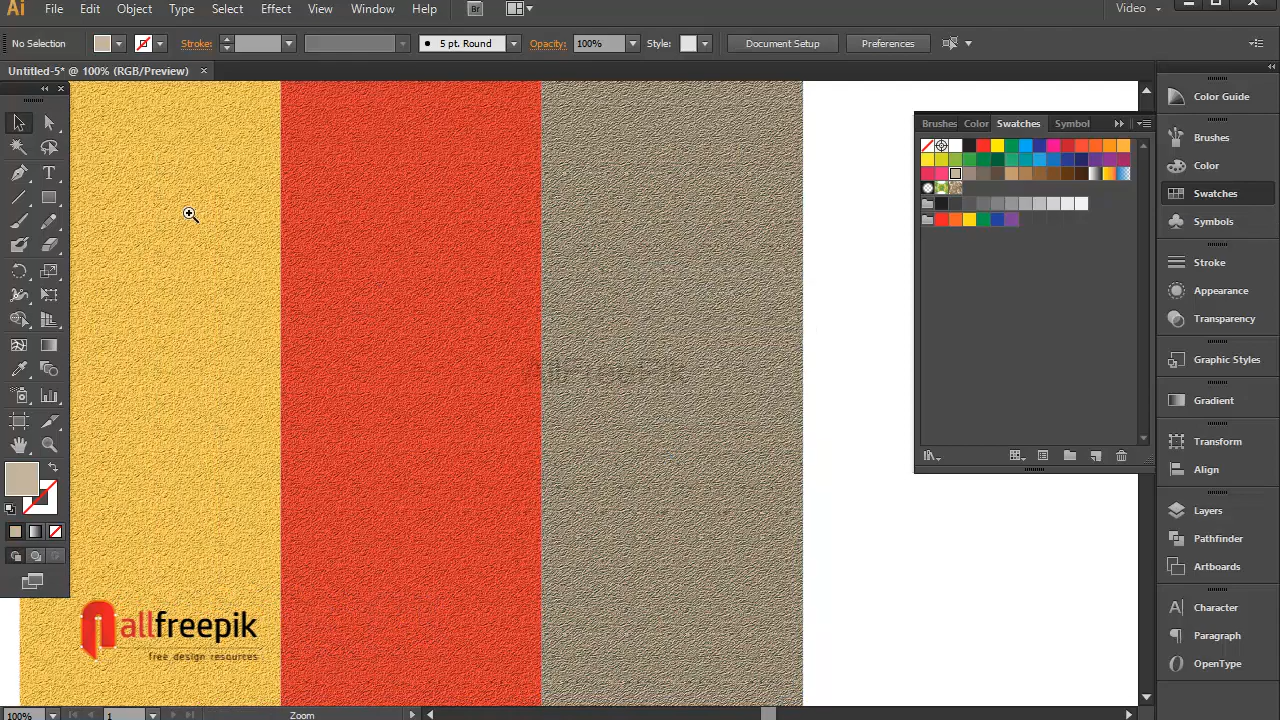 Ai File Edit Object Type Select Effect View Window Help Br Video
No Selection Stroke: 5 pt. Round Opacity: 100% Style: Document Setup Preferences
Untitled-5* @ 100% (RGB/Preview)
Brushes Color Swatches Symbol
Color Guide
Brushes
Color
Swatches
Symbols
Stroke
Appearance
Transparency
Graphic Styles
Gradient
Transform
Align
Layers
Pathfinder
Artboards
Character
Paragraph
OpenType
allfreepik
free design resources
100% 1 Zoom